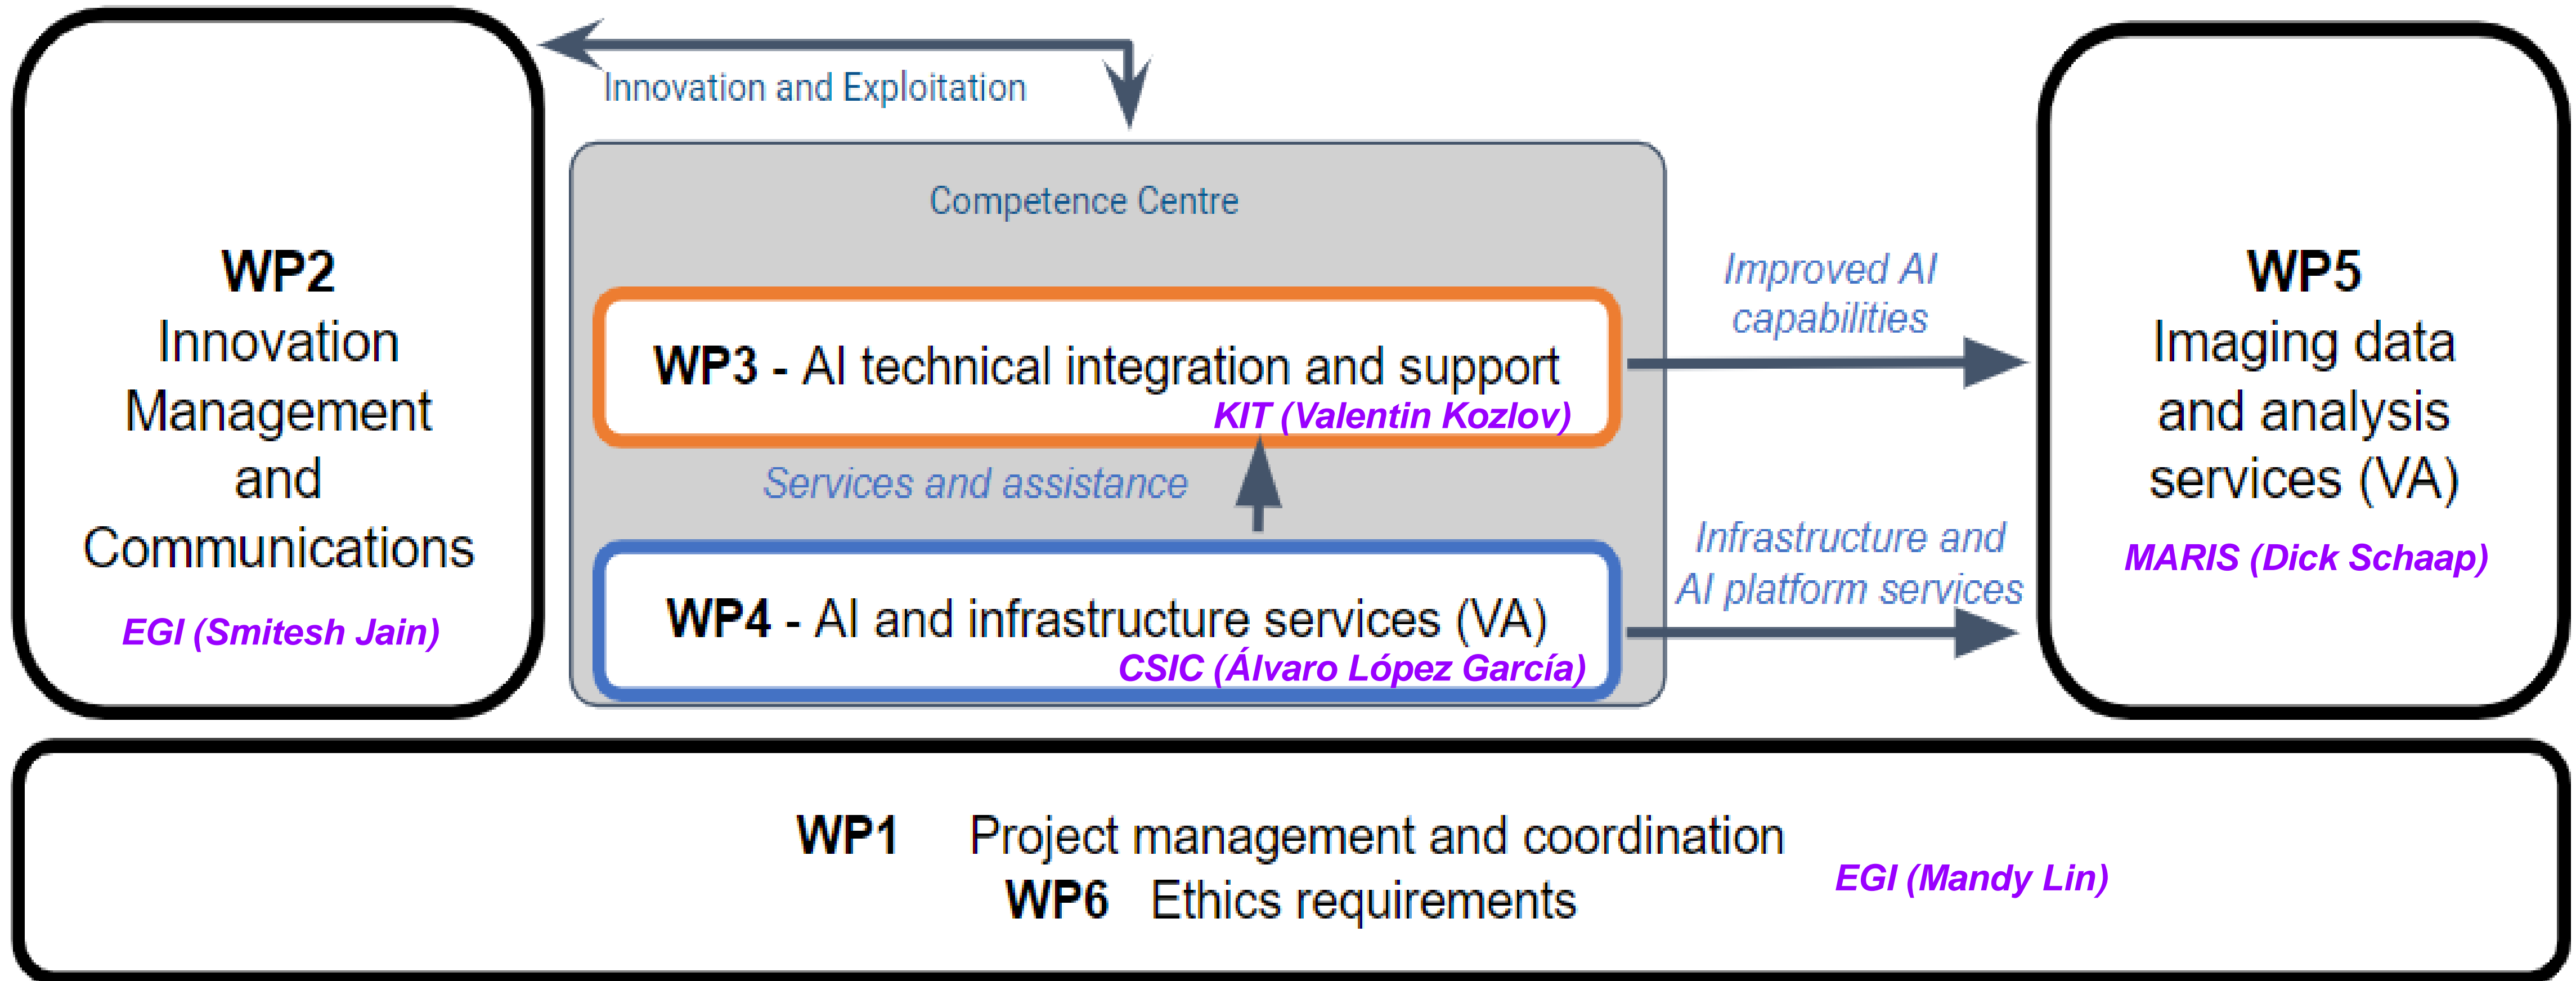 WP2
Innovation
Management
and
Communications
EGI (Smitesh Jain)
Innovation and Exploitation
Competence Centre
WP3 - AI technical integration and support
KIT (Valentin Kozlov)
Services and assistance
WP4 - AI and infrastructure services (VA)
CSIC (Álvaro López García)
Improved AI
capabilities
Infrastructure and
AI platform services
WP5
Imaging data
and analysis
services (VA)
MARIS (Dick Schaap)
WP1 Project management and coordination
WP6 Ethics requirements
EGI (Mandy Lin)